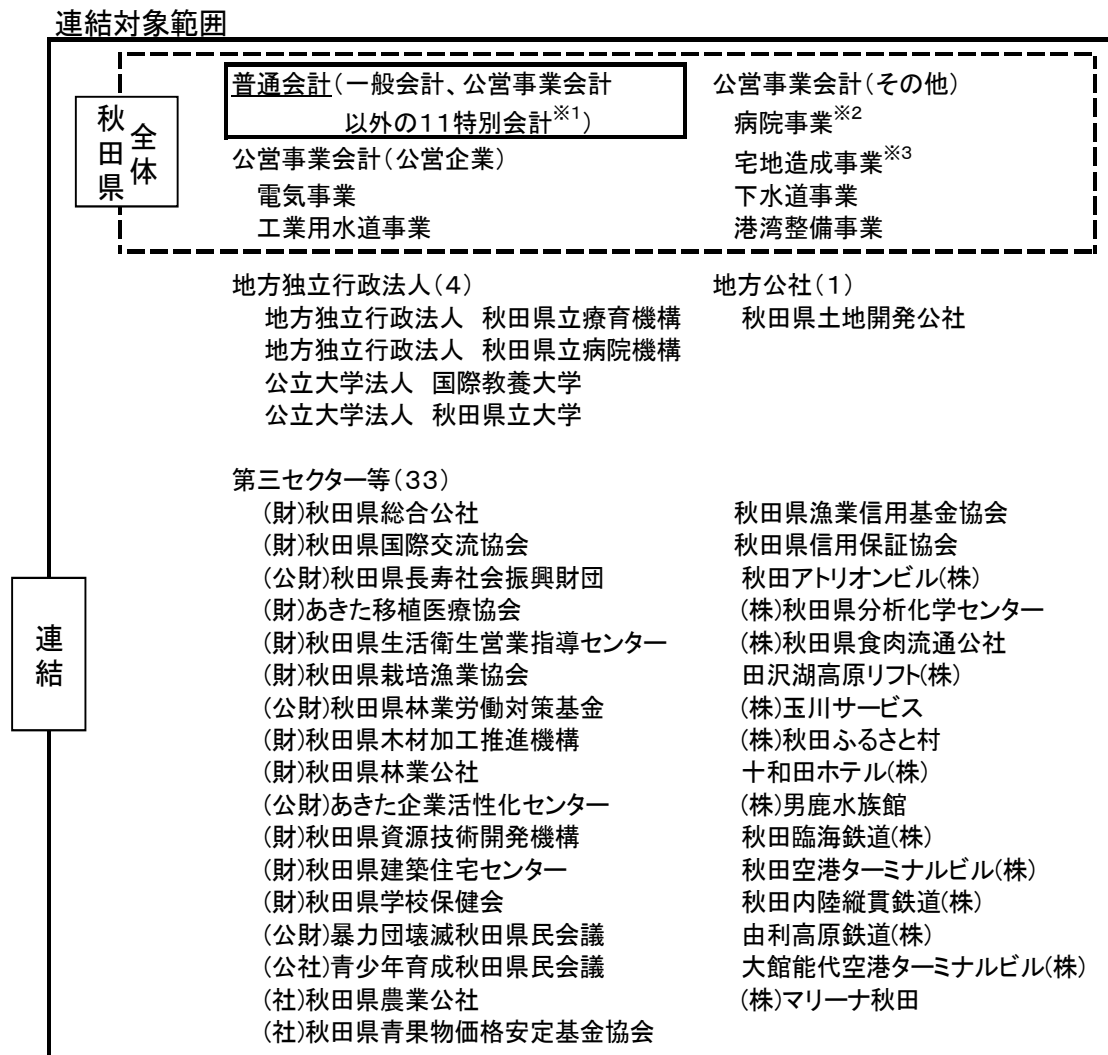 連結対象範囲
秋田県全体
普通会計(一般会計、公営事業会計
以外の11特別会計※1)
公営事業会計(公営企業)
電気事業
工業用水道事業
公営事業会計(その他)
病院事業※2
宅地造成事業※3
下水道事業
港湾整備事業
連結
地方独立行政法人(4)
地方独立行政法人 秋田県立療育機構
地方独立行政法人 秋田県立病院機構
公立大学法人 国際教養大学
公立大学法人 秋田県立大学
地方公社(1)
秋田県土地開発公社
第三セクター等(33)
(財)秋田県総合公社
(財)秋田県国際交流協会
(公財)秋田県長寿社会振興財団
(財)あきた移植医療協会
(財)秋田県生活衛生営業指導センター
(財)秋田県栽培漁業協会
(公財)秋田県林業労働対策基金
(財)秋田県木材加工推進機構
(財)秋田県林業公社
(公財)あきた企業活性化センター
(財)秋田県資源技術開発機構
(財)秋田県建築住宅センター
(財)秋田県学校保健会
(公財)暴力団壊滅秋田県民会議
(公社)青少年育成秋田県民会議
(社)秋田県農業公社
(社)秋田県青果物価格安定基金協会
秋田県漁業信用基金協会
秋田県信用保証協会
秋田アトリオンビル(株)
(株)秋田県分析化学センター
(株)秋田県食肉流通公社
田沢湖高原リフト(株)
(株)玉川サービス
(株)秋田ふるさと村
十和田ホテル(株)
(株)男鹿水族館
秋田臨海鉄道(株)
秋田空港ターミナルビル(株)
秋田内陸縦貫鉄道(株)
由利高原鉄道(株)
大館能代空港ターミナルビル(株)
(株)マリーナ秋田